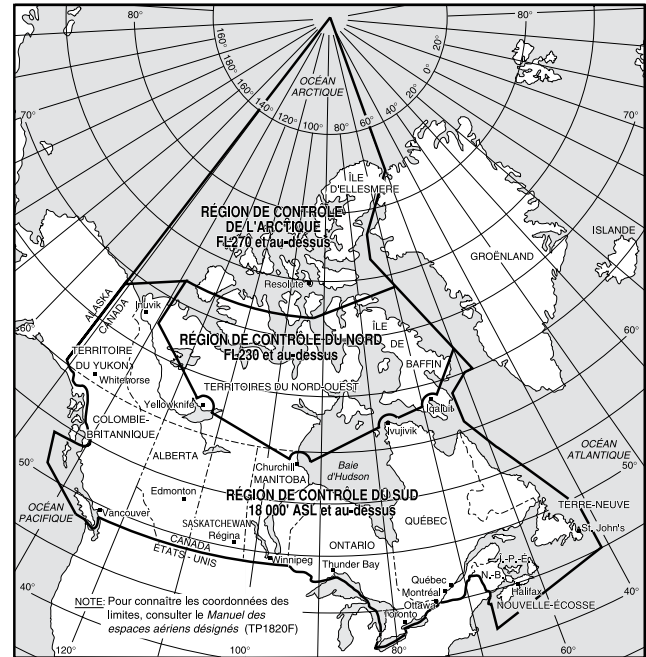 80°
80°
160°
180°
160°
180°
160°
140°
120°
100°
80°
60°
40°
20°
0°
20°
OCÉAN
ARCTIQUE
70°
70°
ÎLE
D'ELLESMERE
RÉGION DE CONTRÔLE
DE L'ARCTIQUE
FL270 et au-dessus
ISLANDE
GROËNLAND
Resolute
ALASKA
CANADA
Inuvik
60°
60°
RÉGION DE CONTRÔLE DU NORD
FL230 et au-dessus
ÎLE
DE
BAFFIN
TERRITOIRE
DU YUKON
Whitehorse
TERRITOIRES DU NORD-OUEST
Yellowknife
Iqaluit
Ivujivik
COLOMBIE-
BRITANNIQUE
ALBERTA
Churchill
MANITOBA
Baie
d'Hudson
OCÉAN
ATLANTIQUE
50°
50°
RÉGION DE CONTRÔLE DU SUD
18 000' ASL et au-dessus
Edmonton
OCÉAN
PACIFIQUE
Vancouver
SASKATCHEWAN
Régina
QUÉBEC
TERRE-NEUVE
St. John's
CANADA
ÉTATS - UNIS
Winnipeg
ONTARIO
Thunder Bay
Î.-P.-É.
N.-B.
Québec
Montréal
Ottawa
Toronto
Halifax
NOUVELLE-ÉCOSSE
40°
40°
NOTE: Pour connaître les coordonnées des
limites, consulter le Manuel des
espaces aériens désignés (TP1820F)
120°
100°
80°
60°